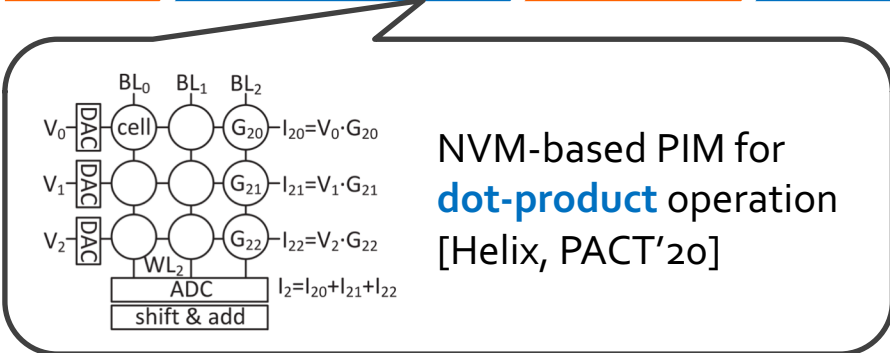 BL₀ BL₁ BL₂
V₀ DAC cell G₂₀ I₂₀=V₀·G₂₀
V₁ DAC G₂₁ I₂₁=V₁·G₂₁
V₂ DAC G₂₂ I₂₂=V₂·G₂₂
WL₂
ADC I₂=I₂₀+I₂₁+I₂₂
shift & add
NVM-based PIM for
dot-product operation
[Helix, PACT'20]